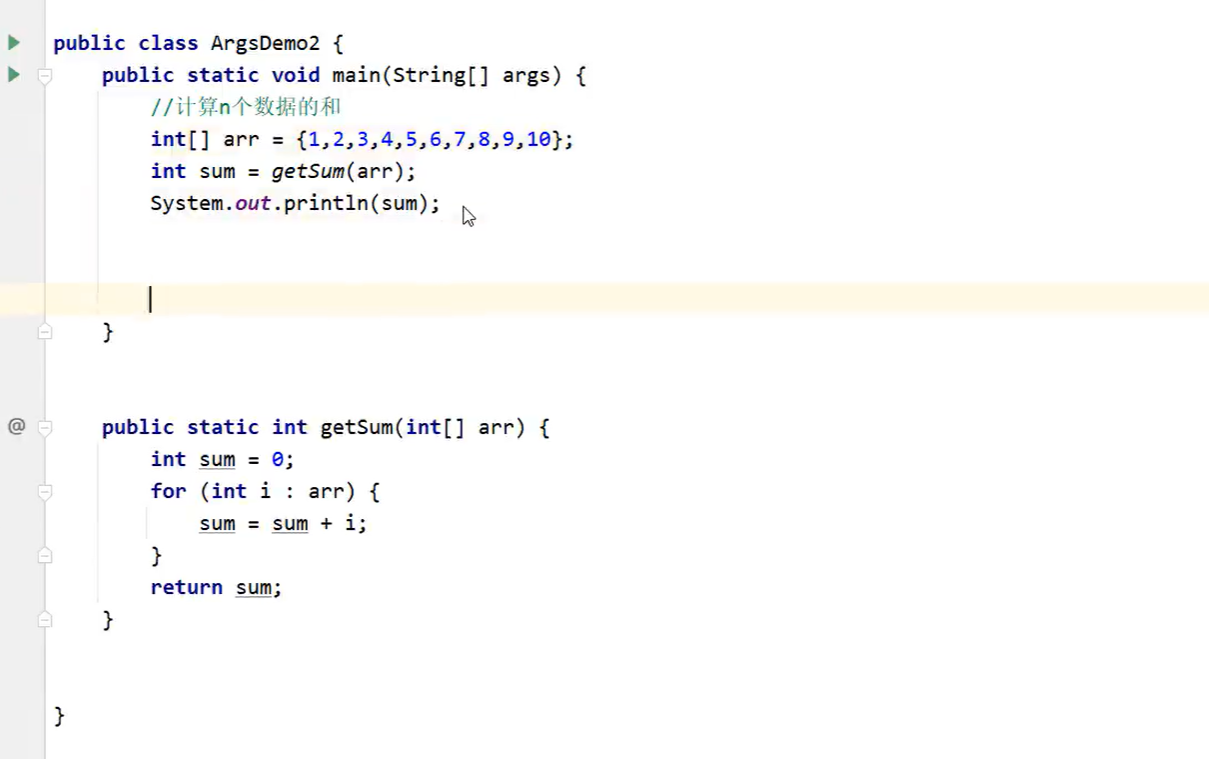 public class ArgsDemo2 {
public static void main(String[] args) {
//计算n个数据的和
int[] arr = {1,2,3,4,5,6,7,8,9,10};
int sum = getSum(arr);
System.out.println(sum);
}
@
public static int getSum(int[] arr) {
int sum = 0;
for (int i : arr) {
sum = sum + i;
}
return sum;
}
}